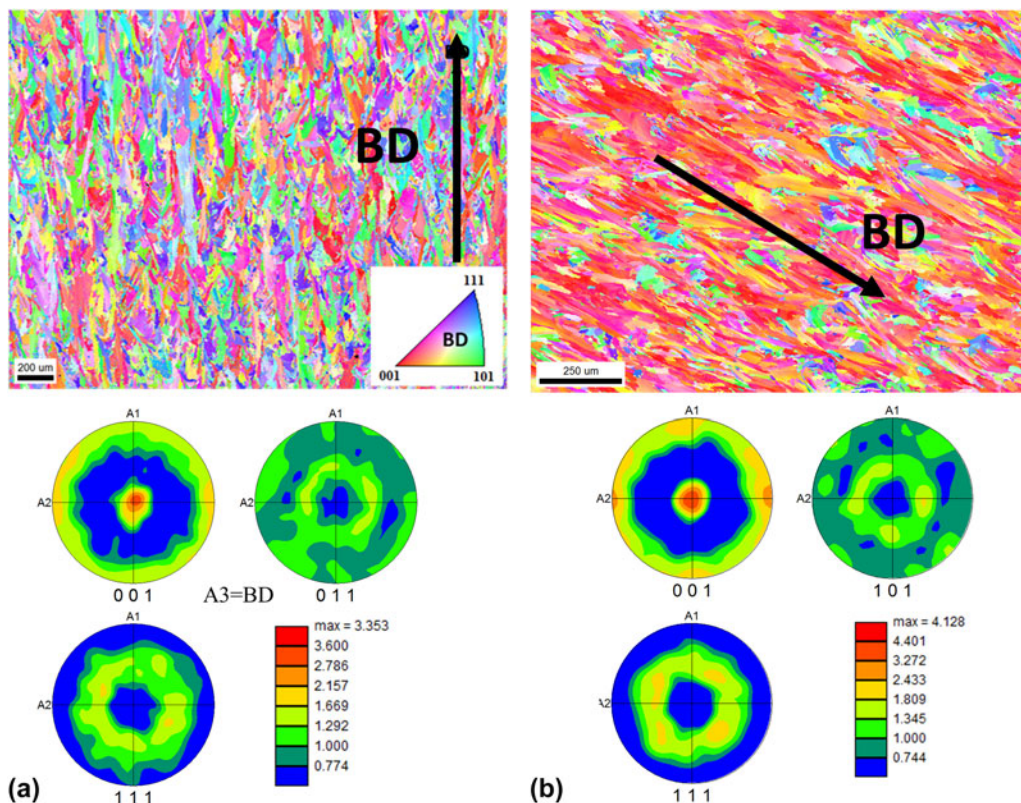 BD
111
BD
001
101
200 um
BD
250 um
A1
A2
0 0 1
A1
A2
0 1 1
A3=BD
A1
A2
1 1 1
max = 3.353
3.600
2.786
2.157
1.669
1.292
1.000
0.774
(a)
A1
A2
0 0 1
A1
A2
1 0 1
A1
A2
1 1 1
max = 4.128
4.401
3.272
2.433
1.809
1.345
1.000
0.744
(b)